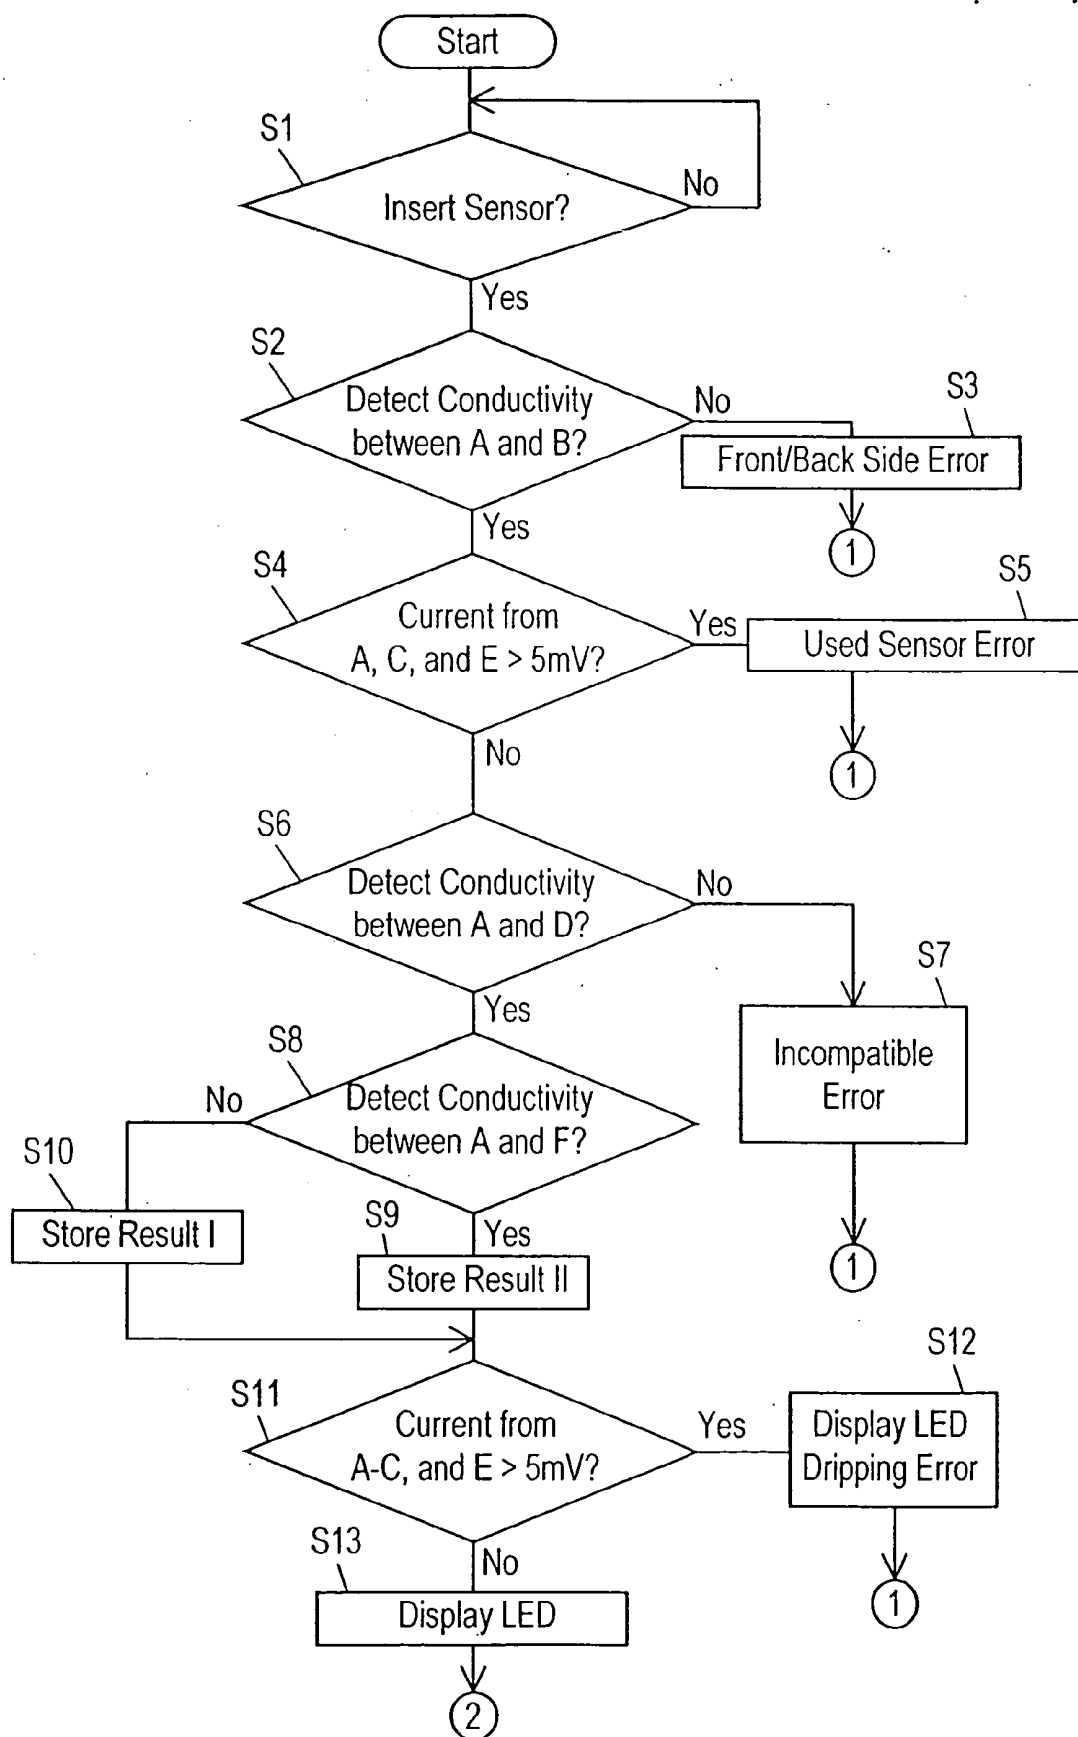 Start
S1
Insert Sensor?
No
Yes
S2
Detect Conductivity
between A and B?
No
S3
Front/Back Side Error
1
Yes
S4
Current from
A, C, and E > 5mV?
Yes
S5
Used Sensor Error
1
No
S6
Detect Conductivity
between A and D?
No
S7
Incompatible
Error
1
Yes
S8
Detect Conductivity
between A and F?
No
S10
Store Result I
S9
Yes
Store Result II
S11
Current from
A-C, and E > 5mV?
Yes
S12
Display LED
Dripping Error
1
S13
No
Display LED
2